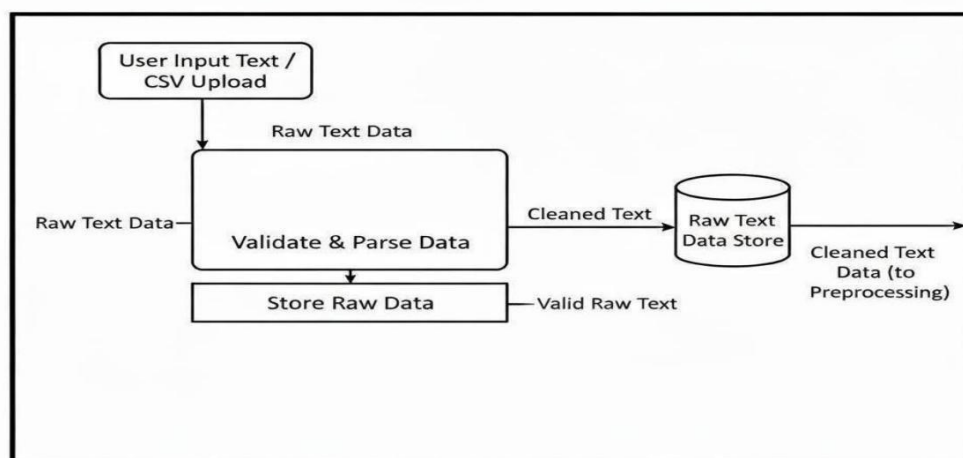 User Input Text /
CSV Upload
Raw Text Data
Raw Text Data
Validate & Parse Data
Cleaned Text
Raw Text
Data Store
Cleaned Text
Data (to
Preprocessing)
Store Raw Data
Valid Raw Text